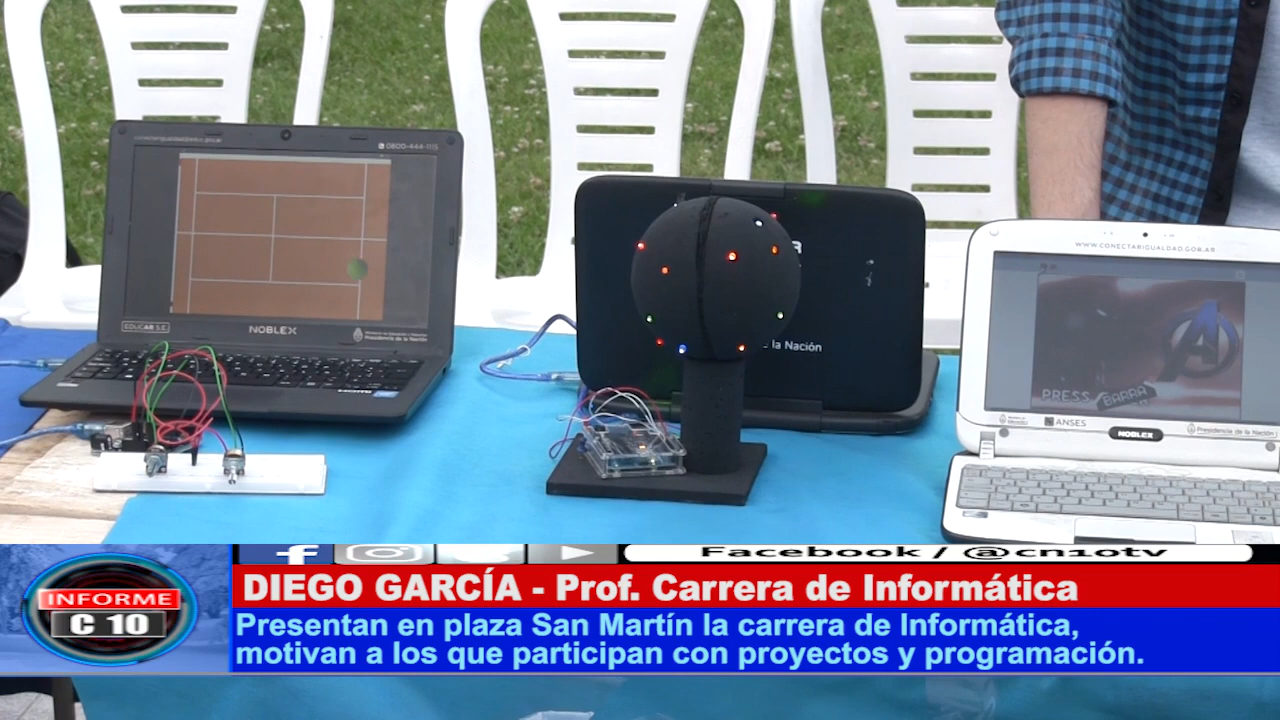 0800-444-1115
EDUCAR S.E.
NOBLEX
Presidencia de la Nación
R
de la Nación
WWW.CONECTARIGUALDAD.GOB.AR
A
PRESS BARRA
ANSES
NOBLEX
Presidencia de la Nación
f
Facebook / @cn10tv
INFORME
C 10
DIEGO GARCÍA - Prof. Carrera de Informática
Presentan en plaza San Martín la carrera de Informática,
motivan a los que participan con proyectos y programación.